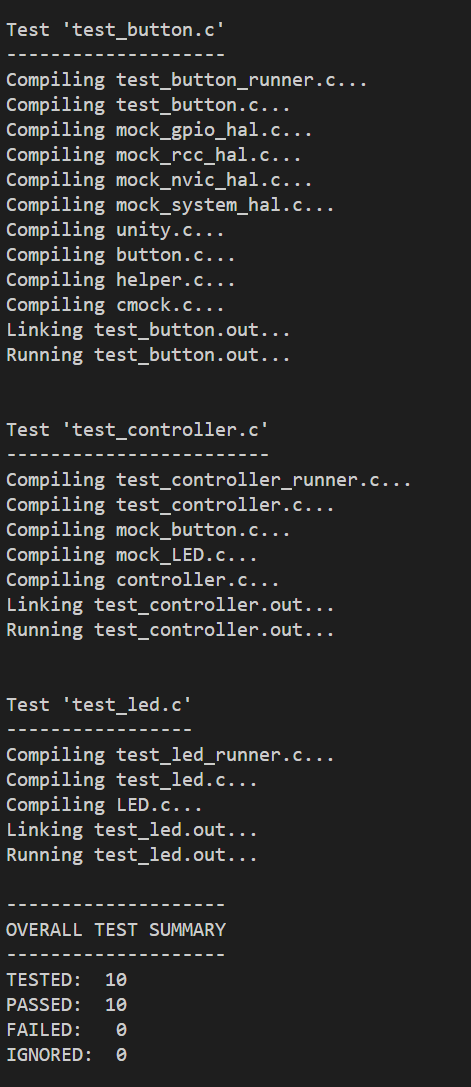 Test 'test_button.c'
--------------------
Compiling test_button_runner.c...
Compiling test_button.c...
Compiling mock_gpio_hal.c...
Compiling mock_rcc_hal.c...
Compiling mock_nvic_hal.c...
Compiling mock_system_hal.c...
Compiling unity.c...
Compiling button.c...
Compiling helper.c...
Compiling cmock.c...
Linking test_button.out...
Running test_button.out...
Test 'test_controller.c'
------------------------
Compiling test_controller_runner.c...
Compiling test_controller.c...
Compiling mock_button.c...
Compiling mock_LED.c...
Compiling controller.c...
Linking test_controller.out...
Running test_controller.out...
Test 'test_led.c'
-----------------
Compiling test_led_runner.c...
Compiling test_led.c...
Compiling LED.c...
Linking test_led.out...
Running test_led.out...
--------------------
OVERALL TEST SUMMARY
--------------------
TESTED:  10
PASSED:  10
FAILED:   0
IGNORED:  0